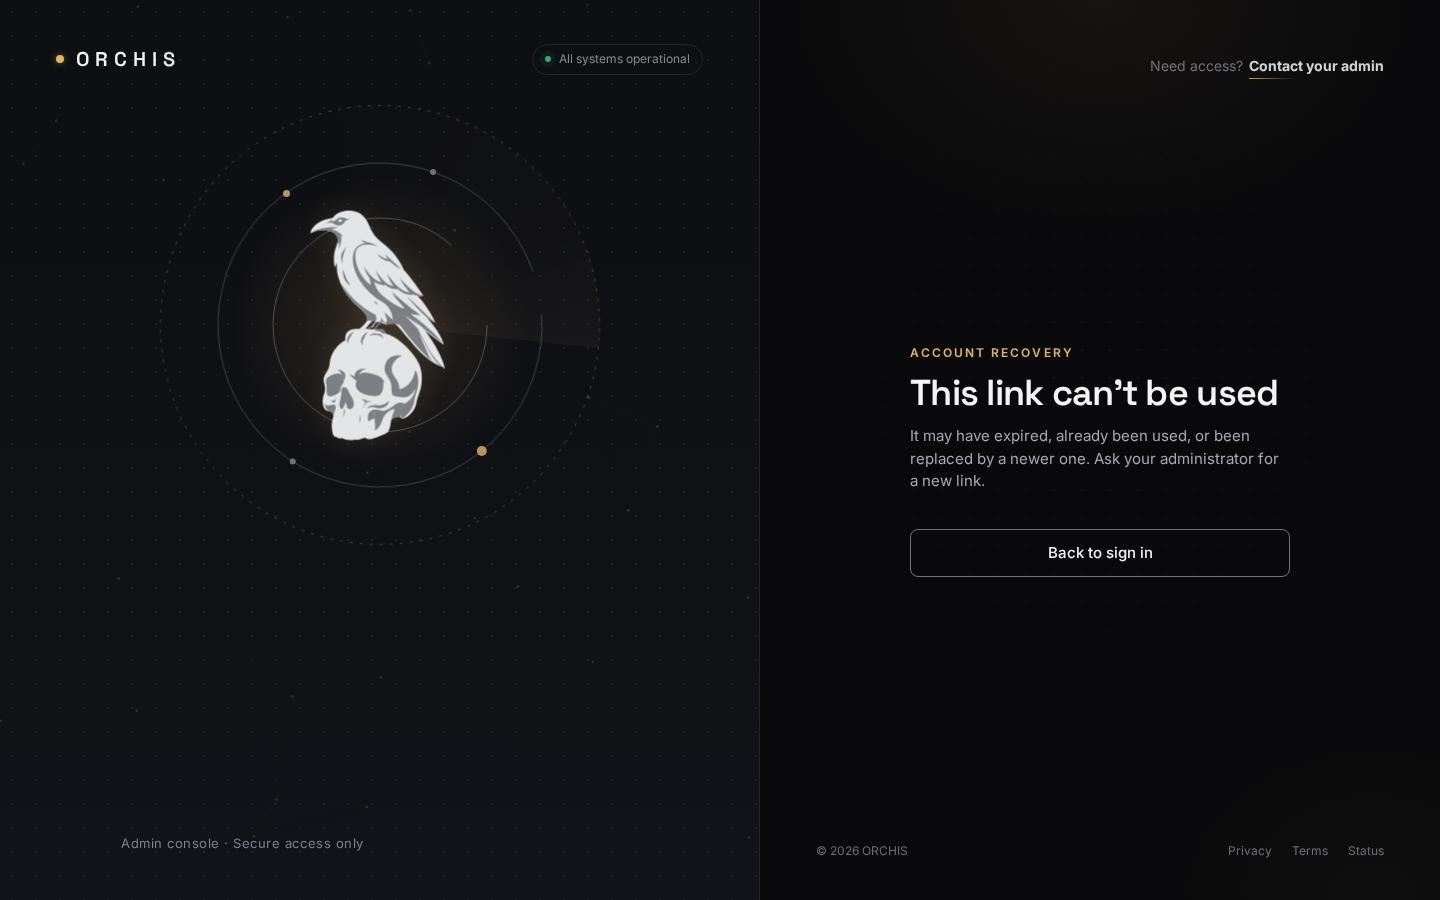 ORCHIS
All systems operational
Need access? Contact your admin
ACCOUNT RECOVERY
This link can’t be used
It may have expired, already been used, or been
replaced by a newer one. Ask your administrator for
a new link.
Back to sign in
Admin console · Secure access only
© 2026 ORCHIS
Privacy Terms Status